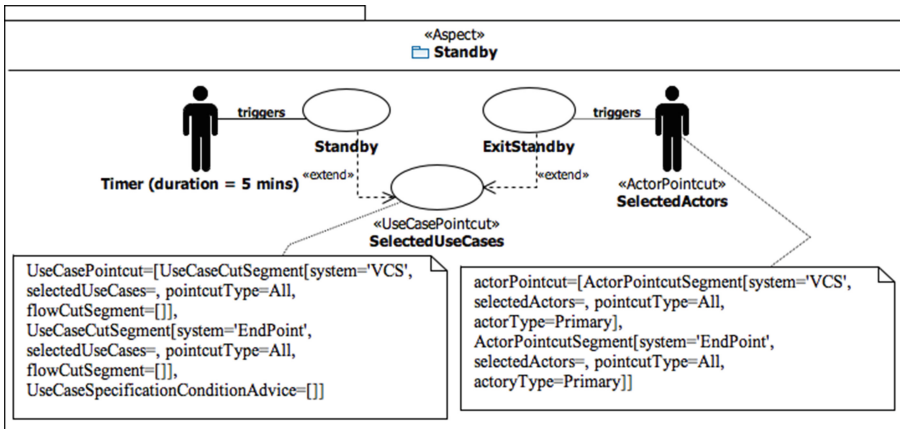 «Aspect»
Standby
triggers
triggers
Standby
ExitStandby
Timer (duration = 5 mins)
«extend»
«extend»
«ActorPointcut»
SelectedActors
«UseCasePointcut»
SelectedUseCases
UseCasePointcut=[UseCaseCutSegment[system='VCS',
selectedUseCases=, pointcutType=All,
flowCutSegment=[]],
UseCaseCutSegment[system='EndPoint',
selectedUseCases=, pointcutType=All,
flowCutSegment=[]],
UseCaseSpecificationConditionAdvice=[]]
actorPointcut=[ActorPointcutSegment[system='VCS',
selectedActors=, pointcutType=All,
actorType=Primary],
ActorPointcutSegment[system='EndPoint',
selectedActors=, pointcutType=All,
actoryType=Primary]]